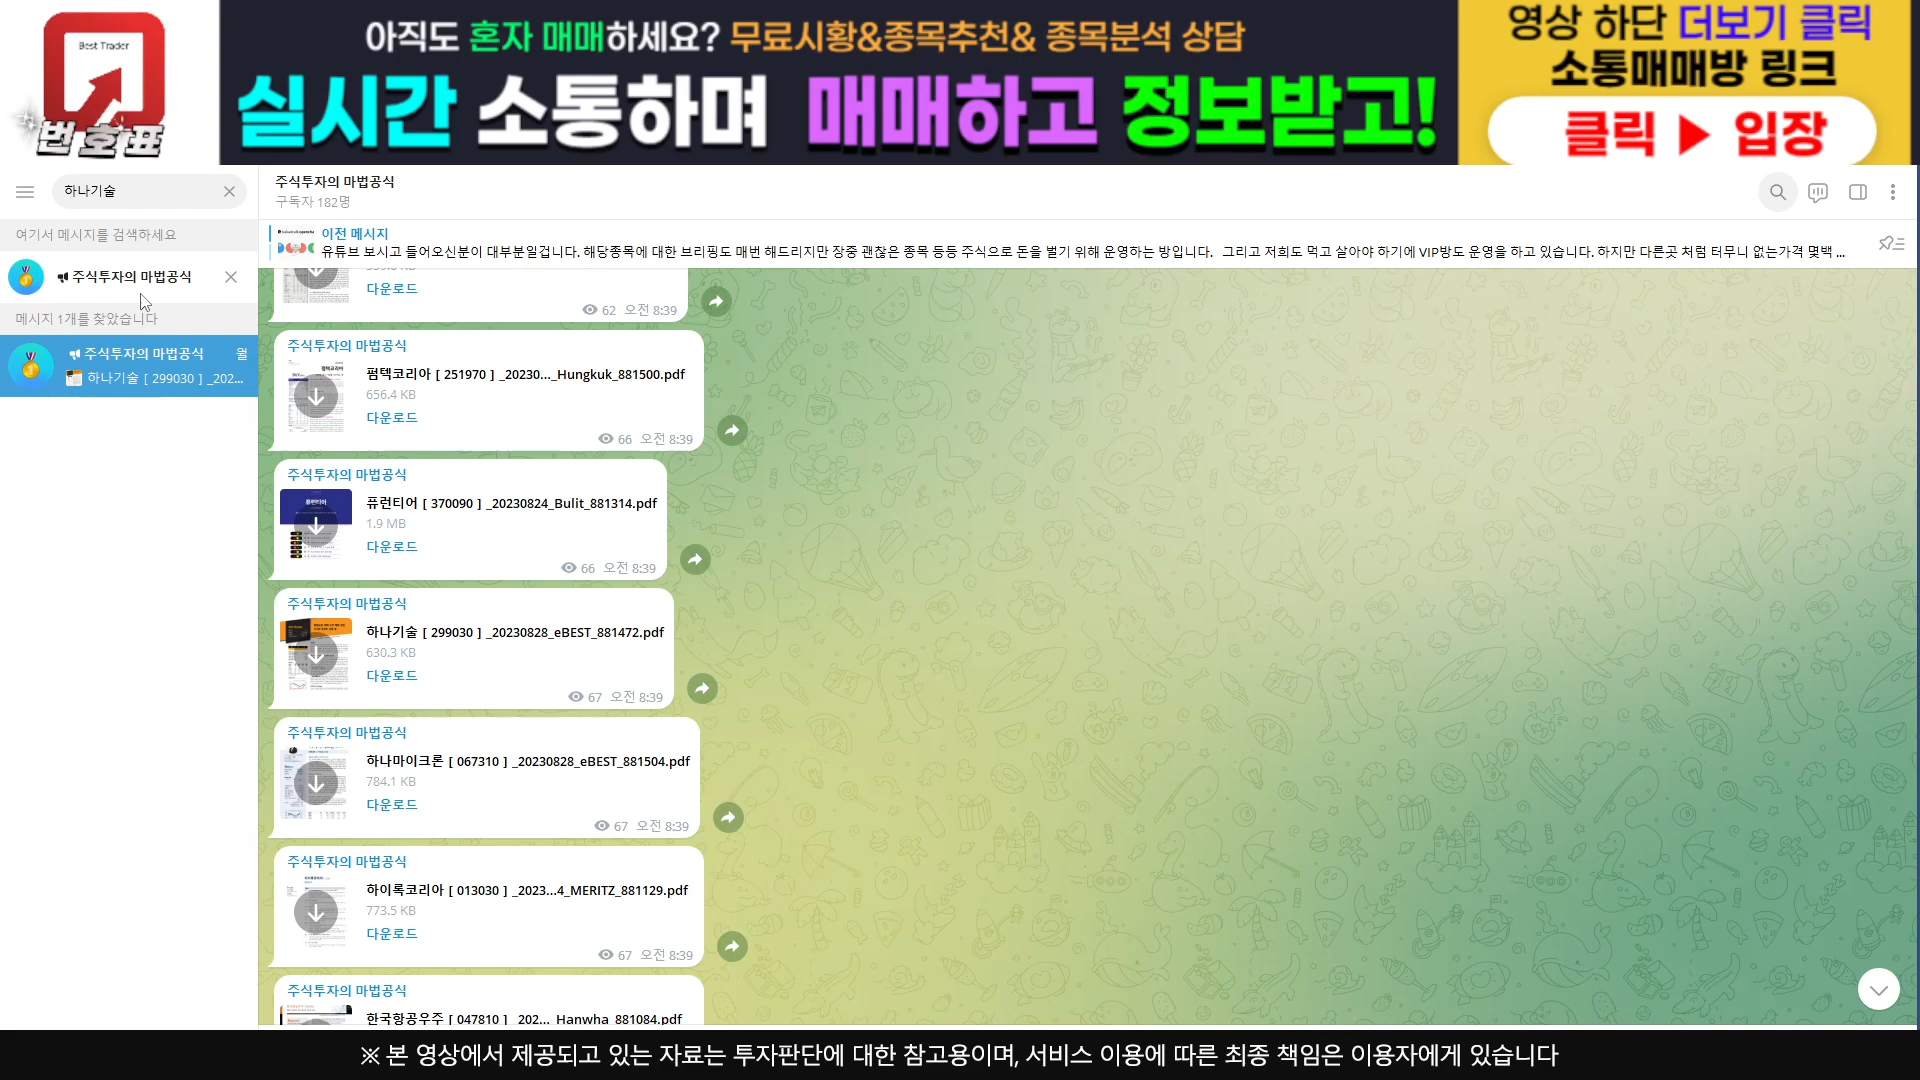 Best Trader
번호표
아직도 혼자 매매하세요? 무료시황&종목추천& 종목분석 상담
실시간 소통하며 매매하고 정보받고!
영상 하단 더보기 클릭
소통매매방 링크
클릭 ▶ 입장
하나기술
여기서 메시지를 검색하세요
주식투자의 마법공식
메시지 1개를 찾았습니다
주식투자의 마법공식 월
하나기술 [ 299030 ] _202...
주식투자의 마법공식
구독자 182명
이전 메시지
유튜브 보시고 들어오신분이 대부분일겁니다. 해당종목에 대한 브리핑도 매번 해드리지만 장중 괜찮은 종목 등등 주식으로 돈을 벌기 위해 운영하는 방입니다. 그리고 저희도 먹고 살아야 하기에 VIP방도 운영을 하고 있습니다. 하지만 다른곳 처럼 터무니 없는가격 몇백 ...
다운로드
62 오전 8:39
주식투자의 마법공식
펌텍코리아 [ 251970 ] _20230..._Hungkuk_881500.pdf
656.4 KB
다운로드
66 오전 8:39
주식투자의 마법공식
퓨런티어 [ 370090 ] _20230824_Bulit_881314.pdf
1.9 MB
다운로드
66 오전 8:39
주식투자의 마법공식
하나기술 [ 299030 ] _20230828_eBEST_881472.pdf
630.3 KB
다운로드
67 오전 8:39
주식투자의 마법공식
하나마이크론 [ 067310 ] _20230828_eBEST_881504.pdf
784.1 KB
다운로드
67 오전 8:39
주식투자의 마법공식
하이록코리아 [ 013030 ] _2023...4_MERITZ_881129.pdf
773.5 KB
다운로드
67 오전 8:39
주식투자의 마법공식
한국항공우주 [ 047810 ] _202..._Hanwha_881084.pdf
※ 본 영상에서 제공되고 있는 자료는 투자판단에 대한 참고용이며, 서비스 이용에 따른 최종 책임은 이용자에게 있습니다